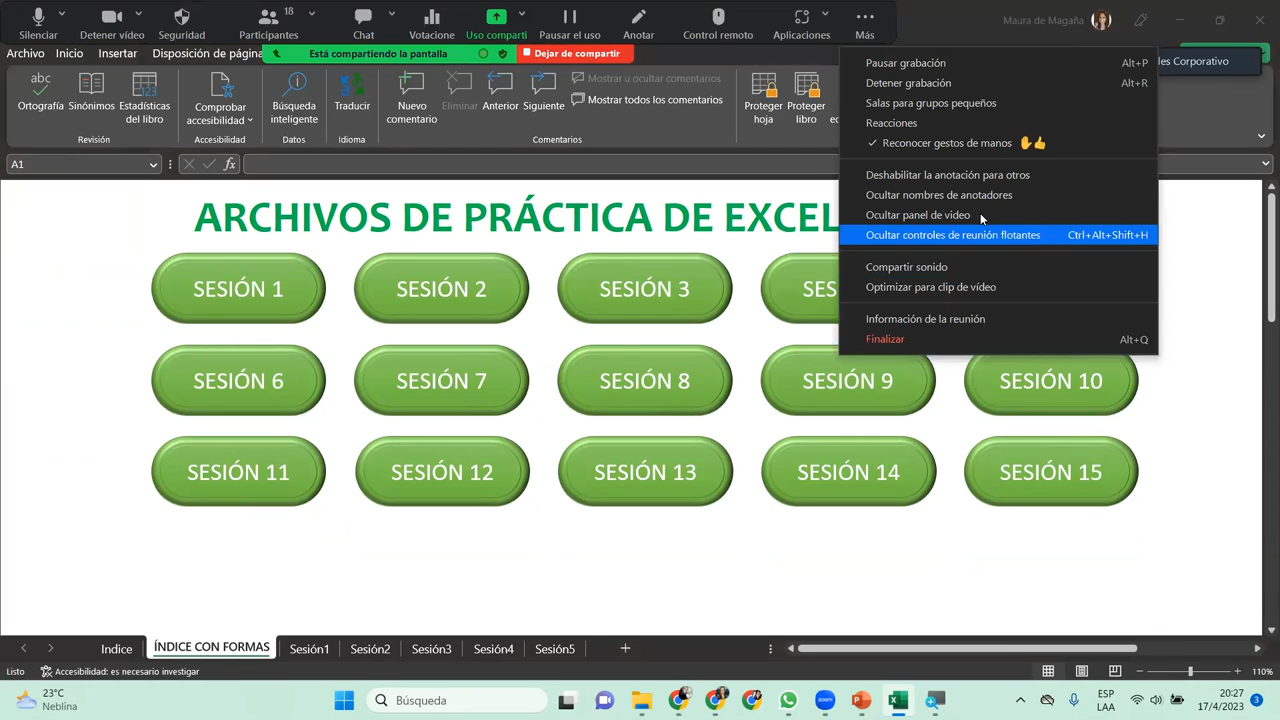 Silenciar
Detener vídeo
Seguridad
18
Participantes
Chat
Votacione
Uso comparti
Pausar el uso
Anotar
Control remoto
Aplicaciones
Más
Maura de Magaña
Archivo
Inicio
Insertar
Disposición de página
Está compartiendo la pantalla
Dejar de compartir
les Corporativo
abc
Ortografía
Sinónimos
123
Estadísticas
del libro
Revisión
Comprobar
accesibilidad
Accesibilidad
Búsqueda
inteligente
Datos
Traducir
Idioma
Nuevo
comentario
Eliminar
Anterior
Siguiente
Mostrar u ocultar comentarios
Mostrar todos los comentarios
Comentarios
Proteger
hoja
Proteger
libro
Pausar grabación Alt+P
Detener grabación Alt+R
Salas para grupos pequeños
Reacciones
Reconocer gestos de manos
Deshabilitar la anotación para otros
Ocultar nombres de anotadores
Ocultar panel de video
Ocultar controles de reunión flotantes Ctrl+Alt+Shift+H
Compartir sonido
Optimizar para clip de vídeo
Información de la reunión
Finalizar Alt+Q
A1
fx
ARCHIVOS DE PRÁCTICA DE EXCEL
SESIÓN 1 SESIÓN 2 SESIÓN 3 SES
SESIÓN 6 SESIÓN 7 SESIÓN 8 SESIÓN 9 SESIÓN 10
SESIÓN 11 SESIÓN 12 SESIÓN 13 SESIÓN 14 SESIÓN 15
Indice ÍNDICE CON FORMAS Sesión1 Sesión2 Sesión3 Sesión4 Sesión5
Listo Accesibilidad: es necesario investigar 110%
23°C
Neblina
Búsqueda
ESP
LAA
20:27
17/4/2023
3